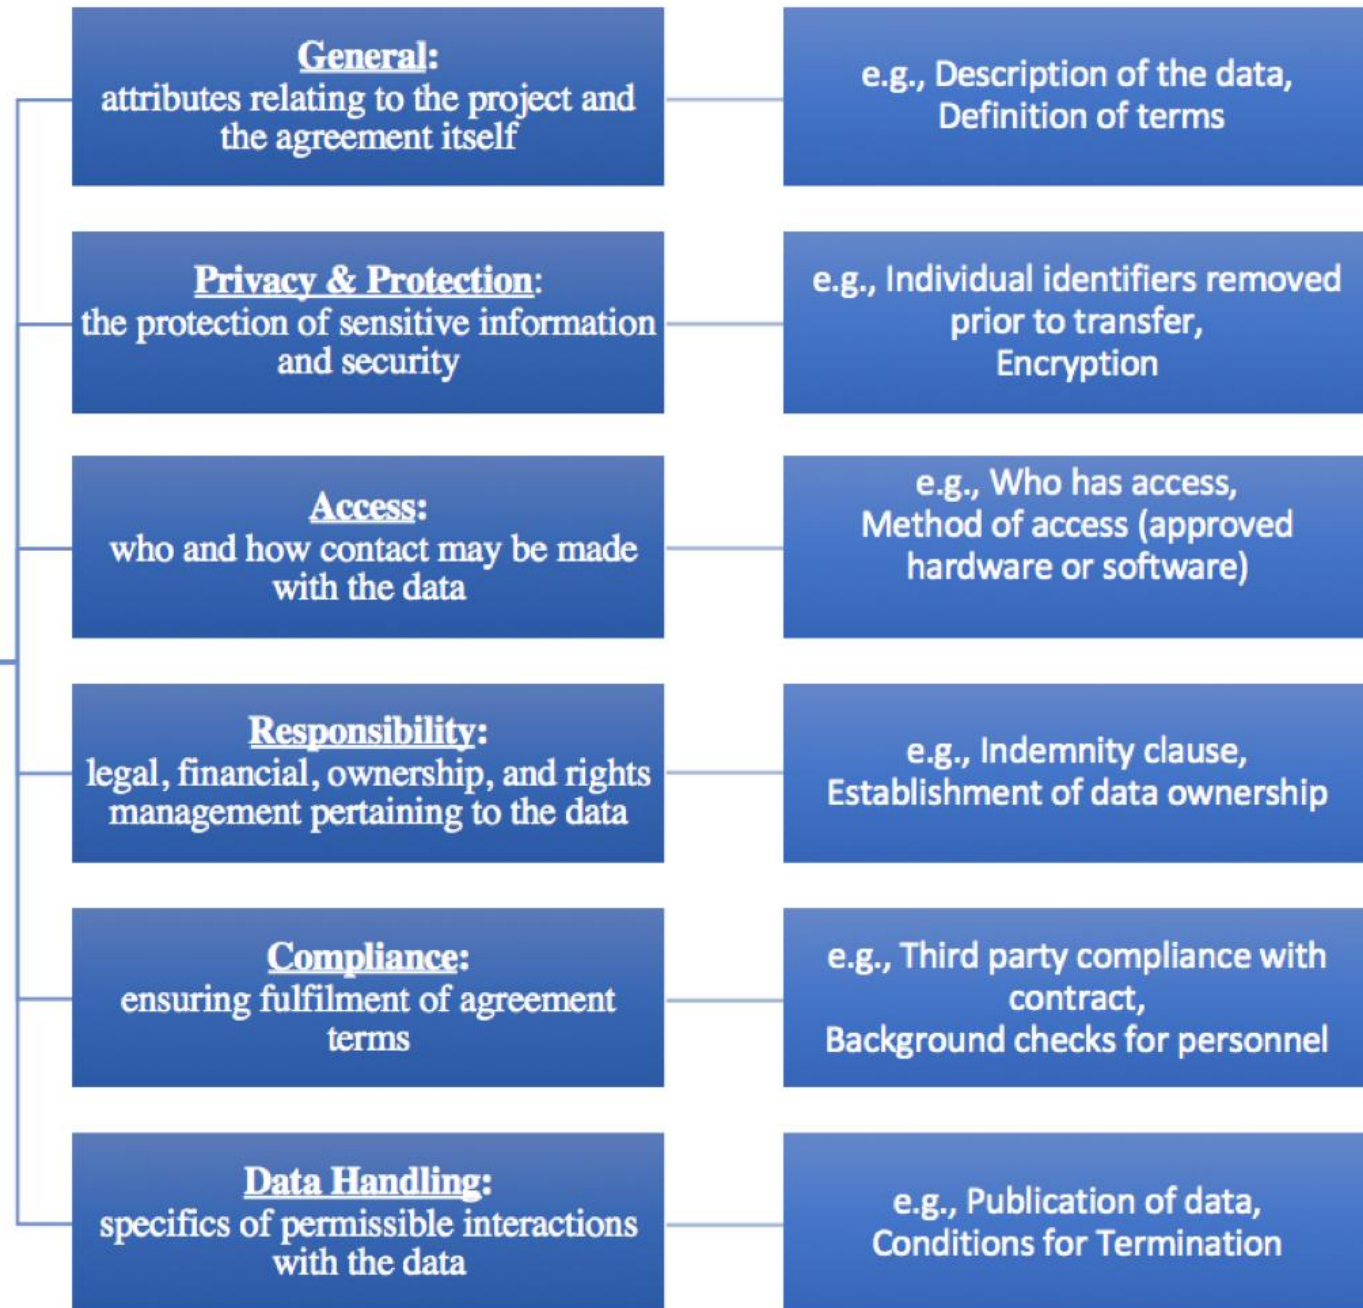 General:
attributes relating to the project and
the agreement itself
e.g., Description of the data,
Definition of terms
Privacy & Protection:
the protection of sensitive information
and security
e.g., Individual identifiers removed
prior to transfer,
Encryption
Access:
who and how contact may be made
with the data
e.g., Who has access,
Method of access (approved
hardware or software)
Responsibility:
legal, financial, ownership, and rights
management pertaining to the data
e.g., Indemnity clause,
Establishment of data ownership
Compliance:
ensuring fulfilment of agreement
terms
e.g., Third party compliance with
contract,
Background checks for personnel
Data Handling:
specifics of permissible interactions
with the data
e.g., Publication of data,
Conditions for Termination